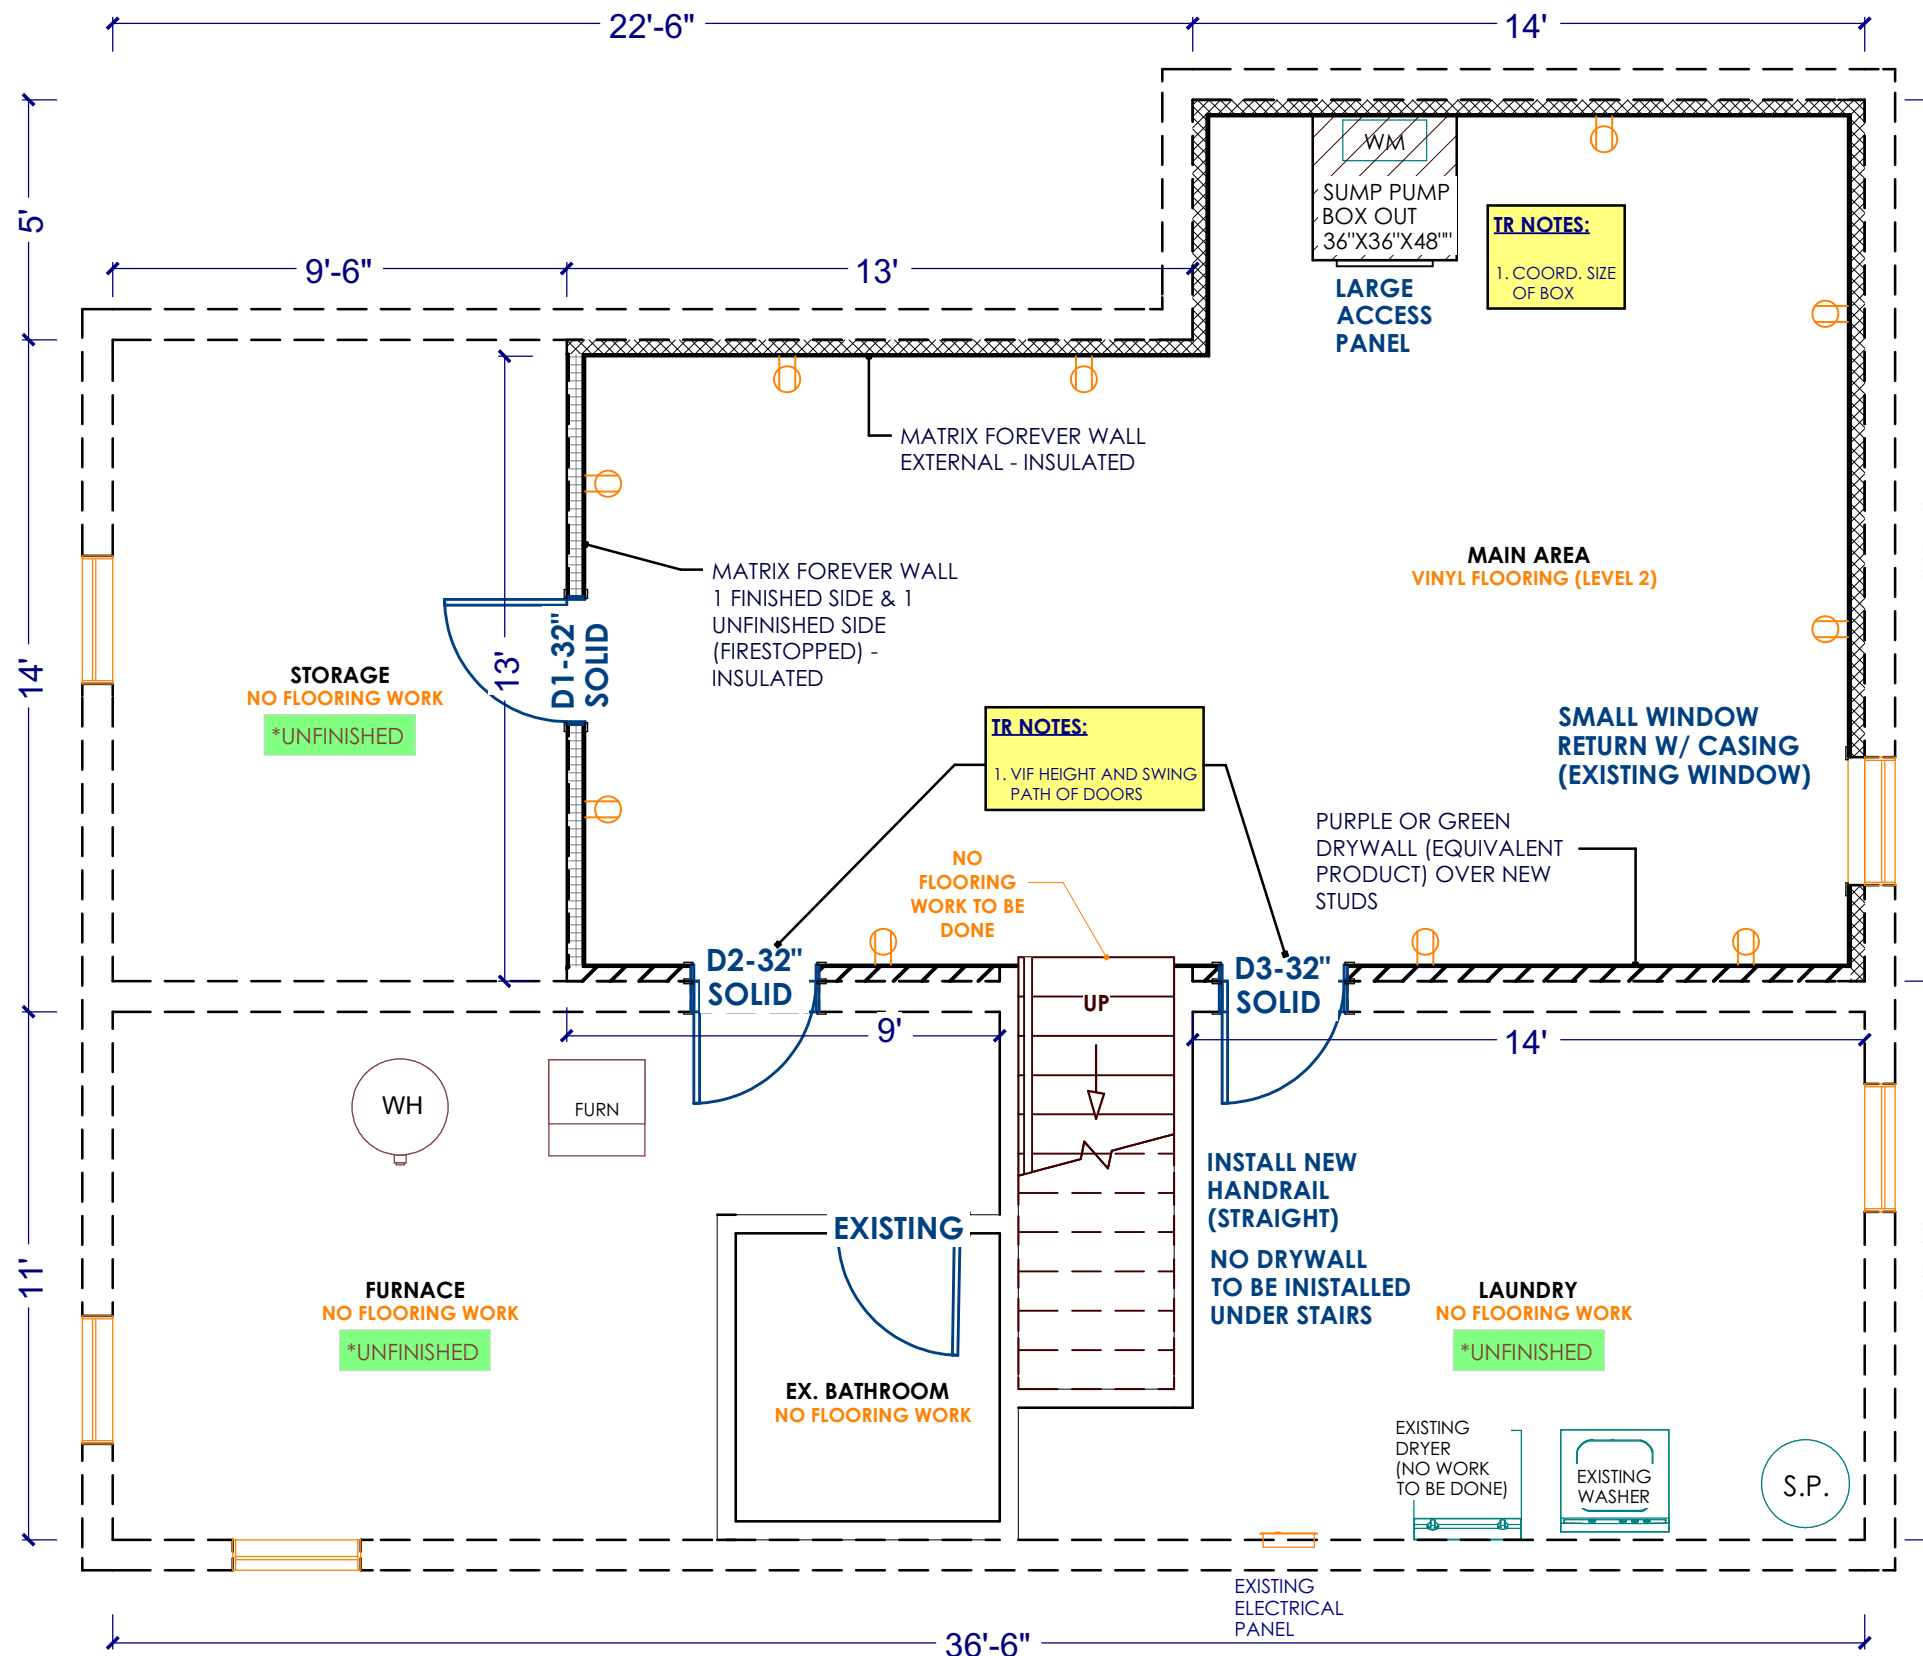 22'-6"
14'
5'
9'-6"
13'
WM
SUMP PUMP
BOX OUT
36"X36"X48""
TR NOTES:
1. COORD. SIZE
OF BOX
LARGE
ACCESS
PANEL
MATRIX FOREVER WALL
EXTERNAL - INSULATED
MATRIX FOREVER WALL
1 FINISHED SIDE & 1
UNFINISHED SIDE
(FIRESTOPPED) -
INSULATED
MAIN AREA
VINYL FLOORING (LEVEL 2)
14'
STORAGE
NO FLOORING WORK
*UNFINISHED
13'
D1-32"
SOLID
TR NOTES:
1. VIF HEIGHT AND SWING
PATH OF DOORS
SMALL WINDOW
RETURN W/ CASING
(EXISTING WINDOW)
PURPLE OR GREEN
DRYWALL (EQUIVALENT
PRODUCT) OVER NEW
STUDS
NO
FLOORING
WORK TO BE
DONE
D2-32"
SOLID
UP
D3-32"
SOLID
9'
14'
WH
FURN
INSTALL NEW
HANDRAIL
(STRAIGHT)
NO DRYWALL
TO BE INISTALLED
UNDER STAIRS
EXISTING
11'
FURNACE
NO FLOORING WORK
*UNFINISHED
EX. BATHROOM
NO FLOORING WORK
LAUNDRY
NO FLOORING WORK
*UNFINISHED
EXISTING
DRYER
(NO WORK
TO BE DONE)
EXISTING
WASHER
S.P.
EXISTING
ELECTRICAL
PANEL
36'-6"